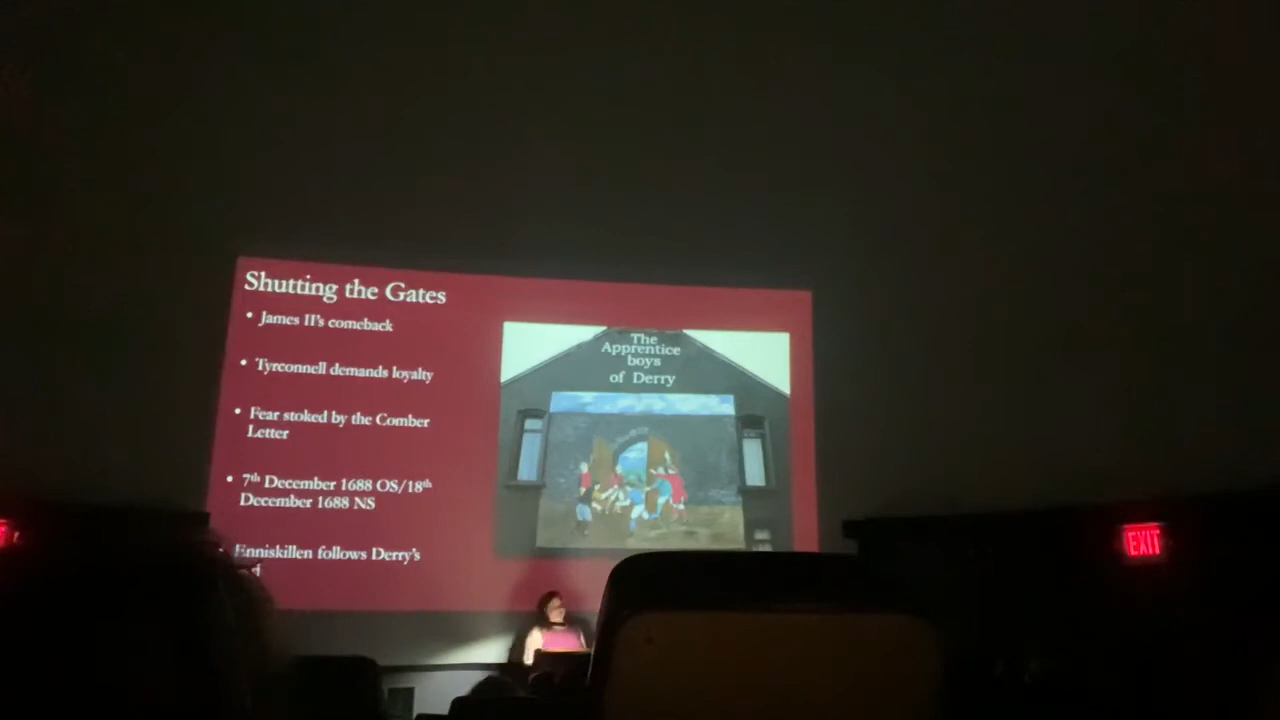 Shutting the Gates
• James II's comeback
• Tyrconnell demands loyalty
• Fear stoked by the Comber
Letter
• 7th December 1688 OS/18th
December 1688 NS
Enniskillen follows Derry's
The
Apprentice
boys
of Derry
EXIT